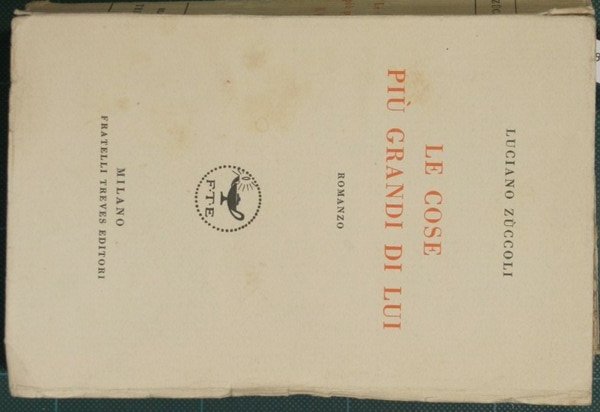 LUCIANO ZÙCCOLI
LE COSE
PIÙ GRANDI DI LUI
ROMANZO
F·T·E
MILANO
FRATELLI TREVES EDITORI